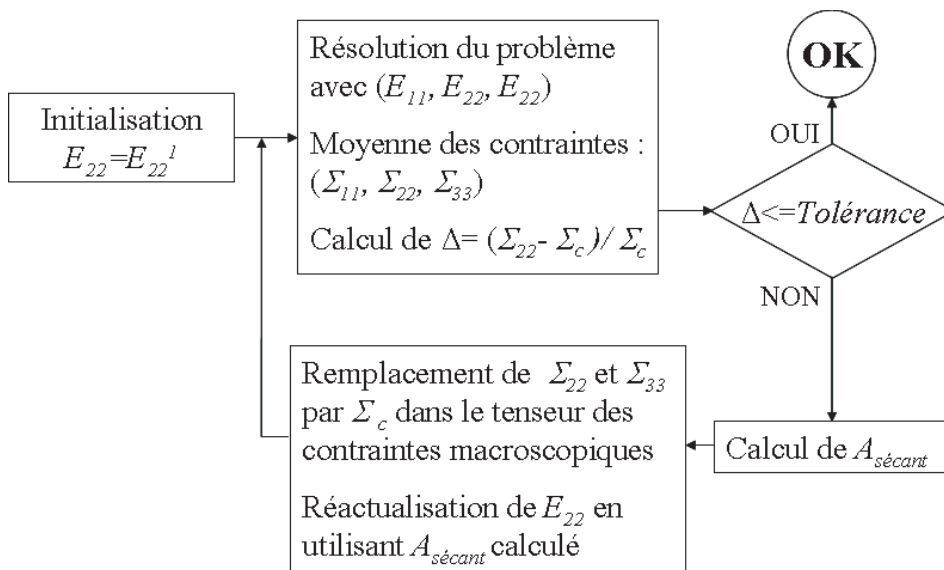 Initialisation
E₂₂=E₂₂¹
Résolution du problème
avec (E₁₁, E₂₂, E₂₂)
Moyenne des contraintes :
(Σ₁₁, Σ₂₂, Σ₃₃)
Calcul de Δ= (Σ₂₂- Σc)/ Σc
OK
OUI
Δ<=Tolérance
NON
Calcul de Asécant
Remplacement de Σ₂₂ et Σ₃₃
par Σc dans le tenseur des
contraintes macroscopiques
Réactualisation de E₂₂ en
utilisant Asécant calculé